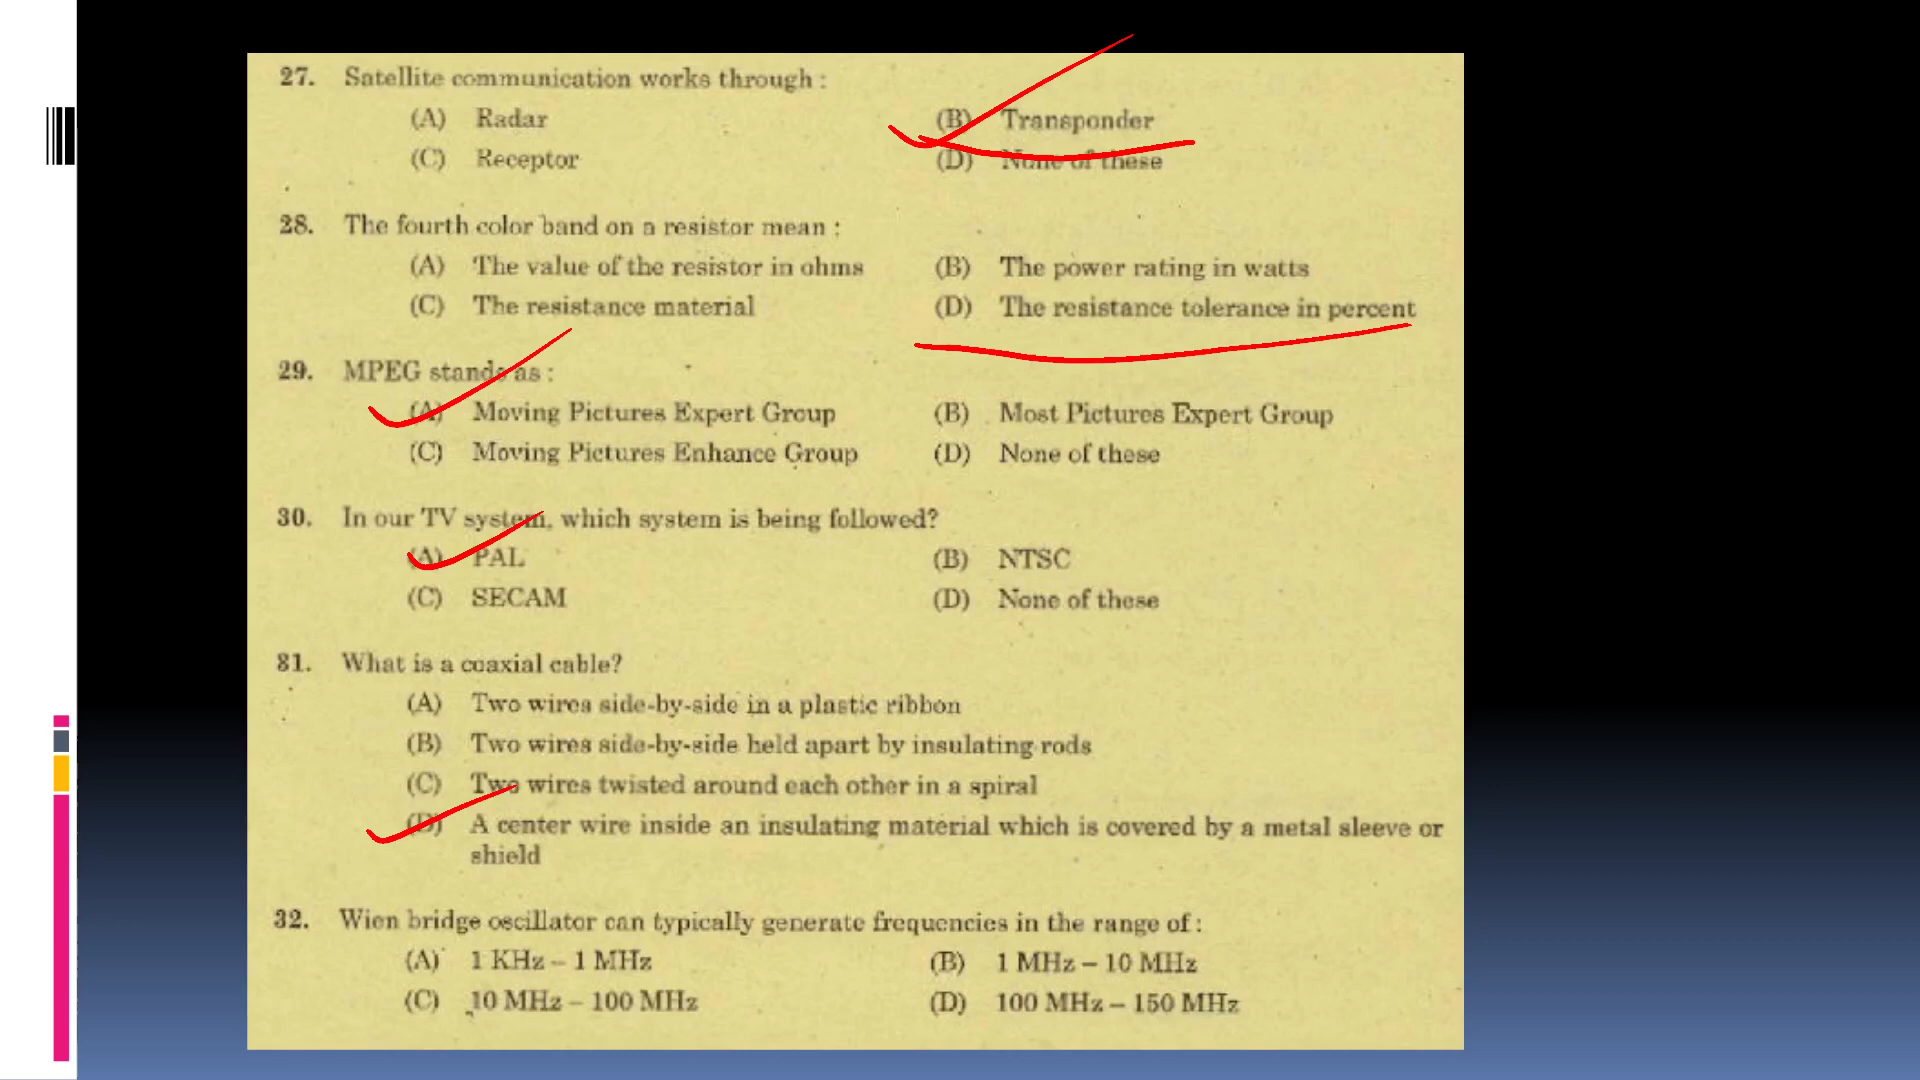 27. Satellite communication works through :
(A) Radar (B) Transponder
(C) Receptor (D) None of these
28. The fourth color band on a resistor mean :
(A) The value of the resistor in ohms (B) The power rating in watts
(C) The resistance material (D) The resistance tolerance in percent
29. MPEG stands as :
(A) Moving Pictures Expert Group (B) Most Pictures Expert Group
(C) Moving Pictures Enhance Group (D) None of these
30. In our TV system, which system is being followed?
(A) PAL (B) NTSC
(C) SECAM (D) None of these
31. What is a coaxial cable?
(A) Two wires side-by-side in a plastic ribbon
(B) Two wires side-by-side held apart by insulating rods
(C) Two wires twisted around each other in a spiral
(D) A center wire inside an insulating material which is covered by a metal sleeve or
shield
32. Wien bridge oscillator can typically generate frequencies in the range of :
(A) 1 KHz – 1 MHz (B) 1 MHz – 10 MHz
(C) 10 MHz – 100 MHz (D) 100 MHz – 150 MHz